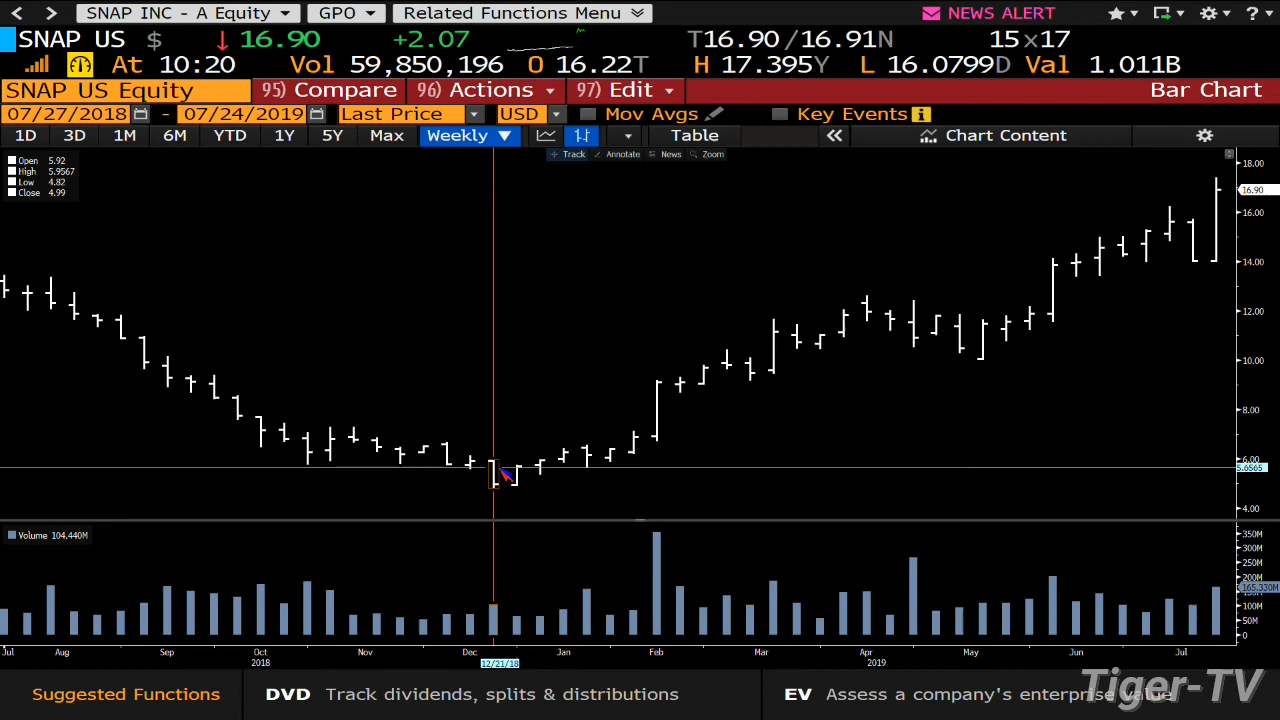 SNAP INC - A Equity GPO Related Functions Menu NEWS ALERT
SNAP US $ ↓ 16.90 +2.07 T16.90 /16.91N 15 x17
At 10:20 Vol 59,850,196 O 16.22T H 17.395Y L 16.0799D Val 1.011B
SNAP US Equity 95) Compare 96) Actions 97) Edit Bar Chart
07/27/2018 - 07/24/2019 Last Price USD Mov Avgs Key Events i
1D 3D 1M 6M YTD 1Y 5Y Max Weekly ▼ Table « Chart Content
Track Annotate News Zoom
Open 5.92
High 5.9567
Low 4.82
Close 4.99
18.00
16.90
16.00
14.00
12.00
10.00
8.00
6.00
5.6565
4.00
Volume 104.440M
350M
300M
250M
200M
165.330M
100M
50M
0
Jul Aug Sep Oct Nov Dec Jan Feb Mar Apr May Jun Jul
2018 12/21/18 2019
Suggested Functions DVD Track dividends, splits & distributions EV Assess a company's enterprise value
Tiger-TV